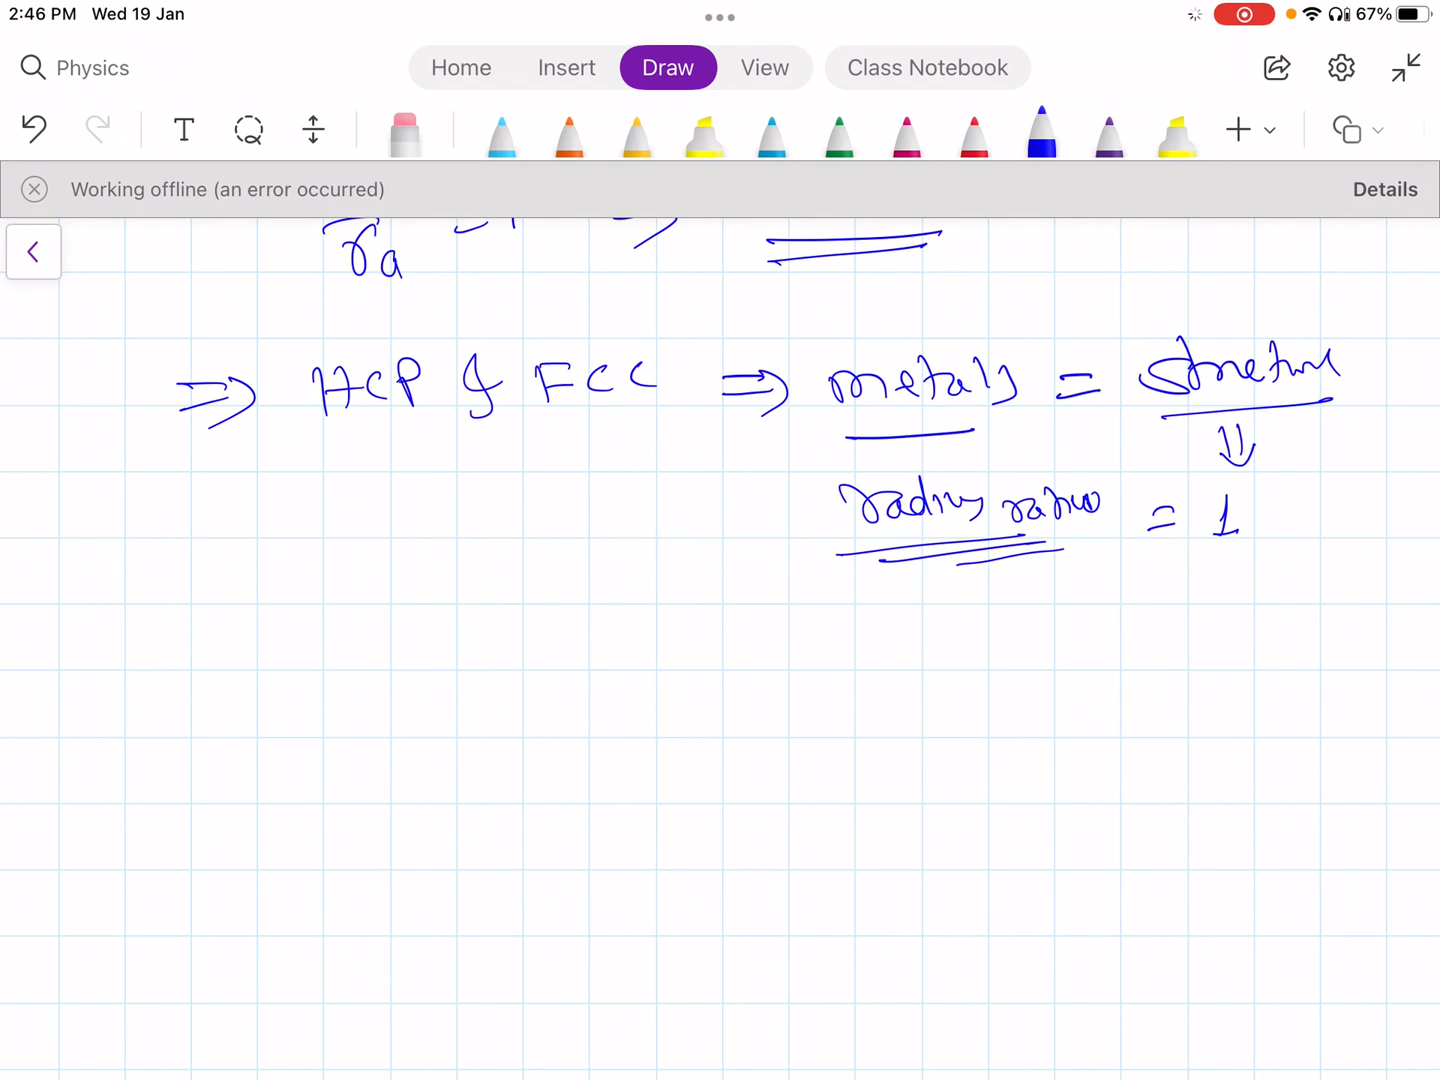 2:46 PM Wed 19 Jan 67%
Physics Home Insert Draw View Class Notebook
T
Working offline (an error occurred) Details
ra
⇒ HCP & FCC ⇒ metals = structure
⇓
radius ratio = 1